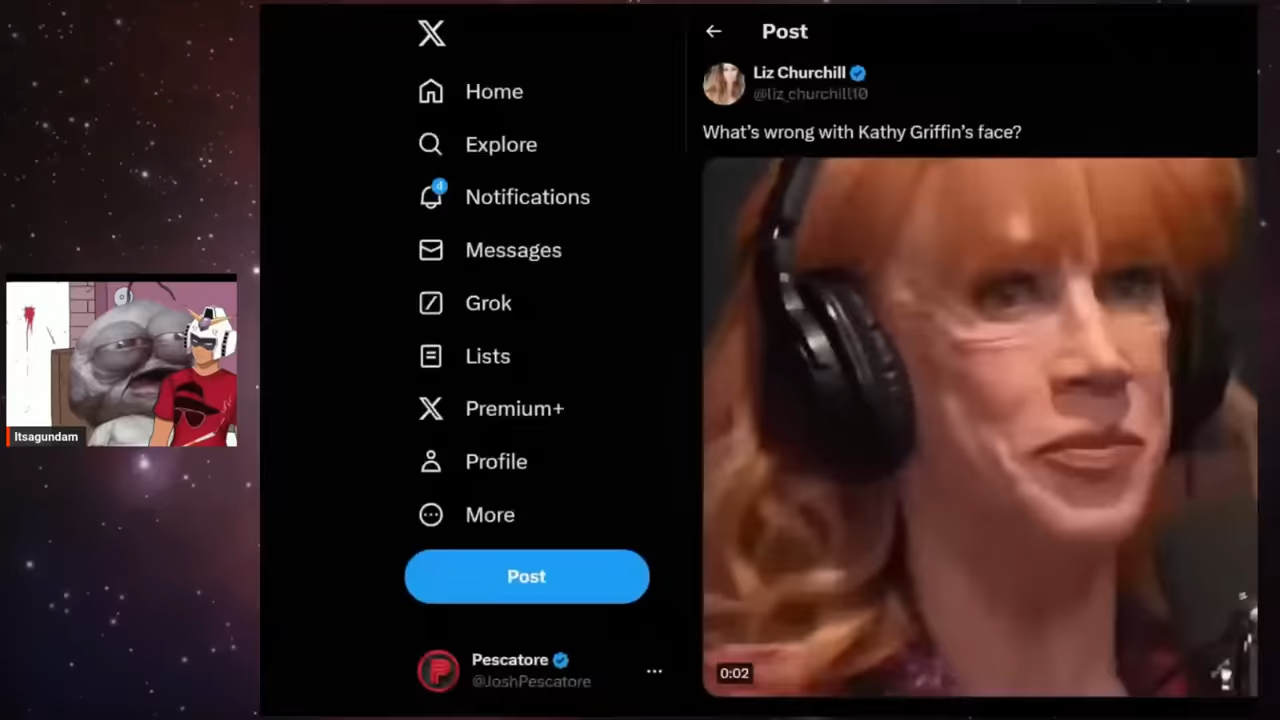 Itsagundam
Home
Explore
4
Notifications
Messages
Grok
Lists
Premium+
Profile
More
Post
Pescatore
@JoshPescatore
Post
Liz Churchill
@liz_churchill10
What's wrong with Kathy Griffin's face?
0:02